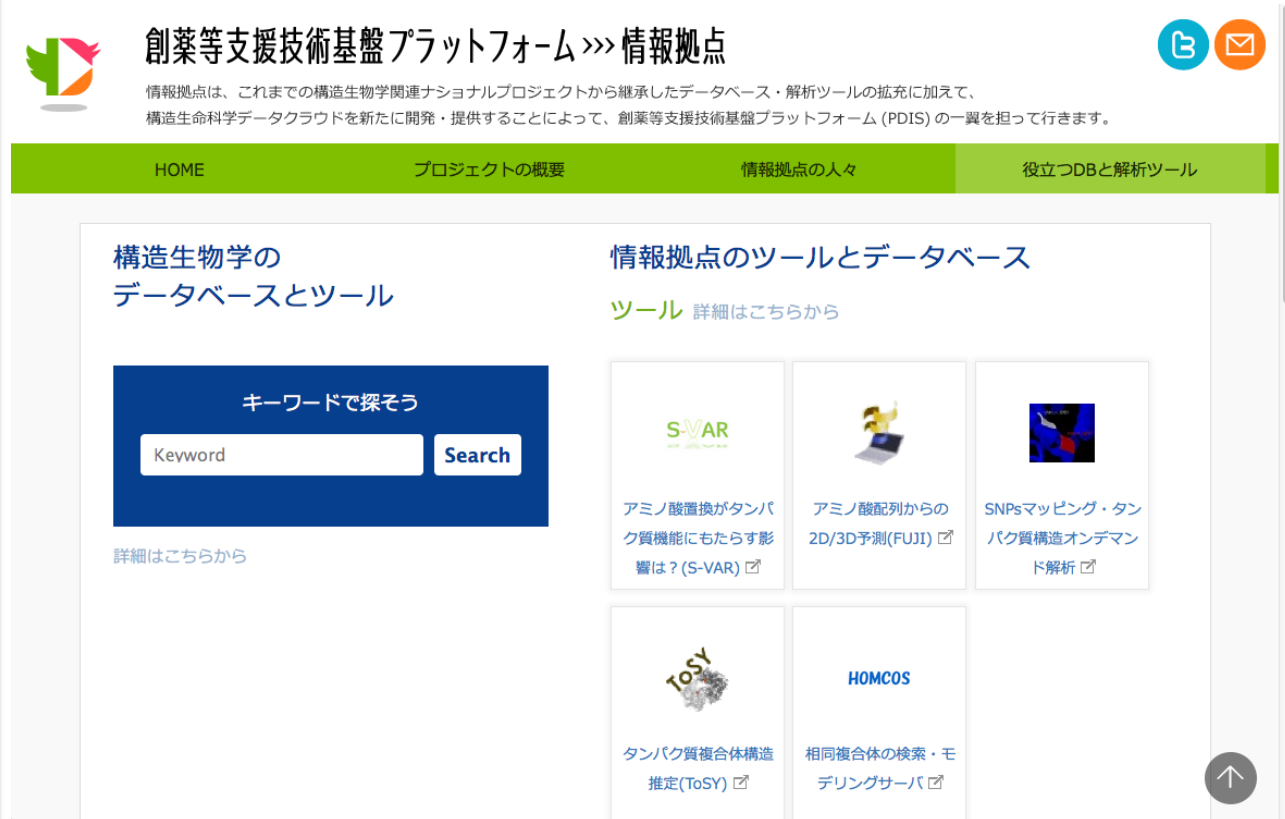 創薬等支援技術基盤プラットフォーム>>>情報拠点
情報拠点は、これまでの構造生物学関連ナショナルプロジェクトから継承したデータベース・解析ツールの拡充に加えて、
構造生命科学データクラウドを新たに開発・提供することによって、創薬等支援技術基盤プラットフォーム (PDIS) の一翼を担って行きます。
HOME
プロジェクトの概要
情報拠点の人々
役立つDBと解析ツール
構造生物学の
データベースとツール
キーワードで探そう
Keyword
Search
詳細はこちらから
情報拠点のツールとデータベース
ツール 詳細はこちらから
S-VAR
アミノ酸置換がタンパ
ク質機能にもたらす影
響は？(S-VAR)
アミノ酸配列からの
2D/3D予測(FUJI)
SNPsマッピング・タン
パク質構造オンデマン
ド解析
ToSY
タンパク質複合体構造
推定(ToSY)
HOMCOS
相同複合体の検索・モ
デリングサーバ